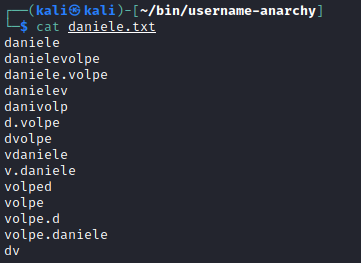 ┌──(kali㉿kali)-[~/bin/username-anarchy]
└─$ cat daniele.txt
daniele
danielevolpe
daniele.volpe
danielev
danivolp
d.volpe
dvolpe
vdaniele
v.daniele
volped
volpe
volpe.d
volpe.daniele
dv